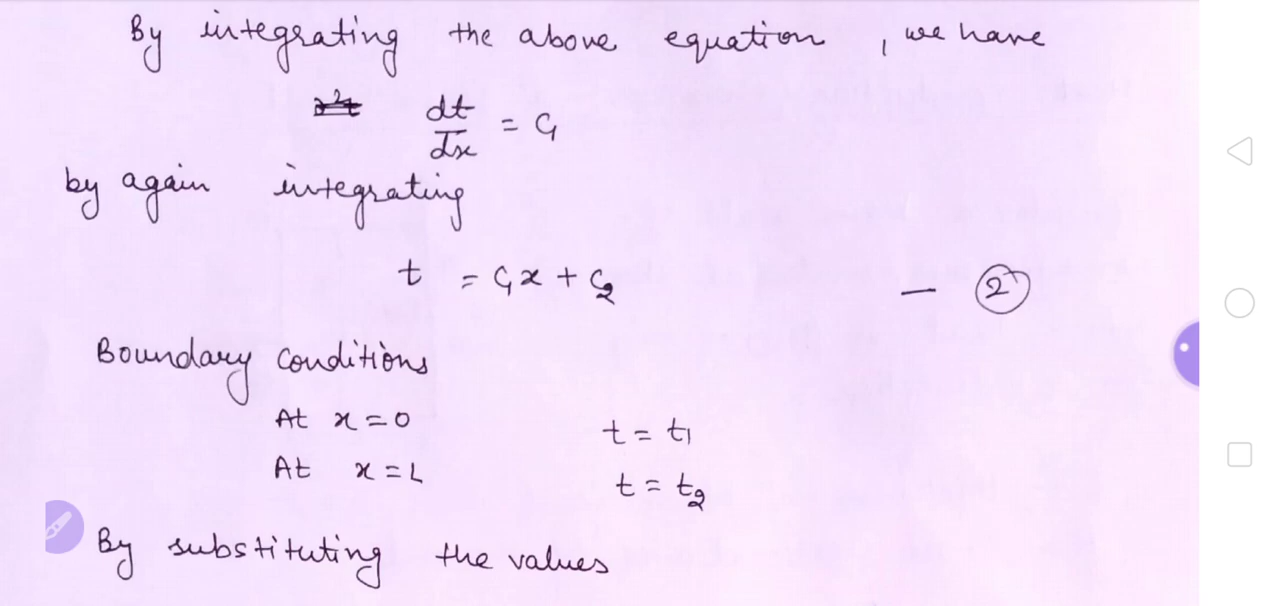 By integrating the above equation, we have
dt/dx = C₁
by again integrating
t = C₁x + C₂ — ②
Boundary conditions
At x = 0 t = t₁
At x = L t = t₂
By substituting the values